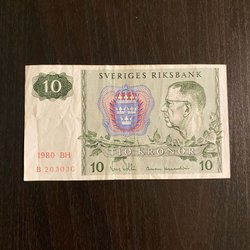 10
SVERIGES RIKSBANK
1980 BH
B 203030
TIO KRONOR
10
10